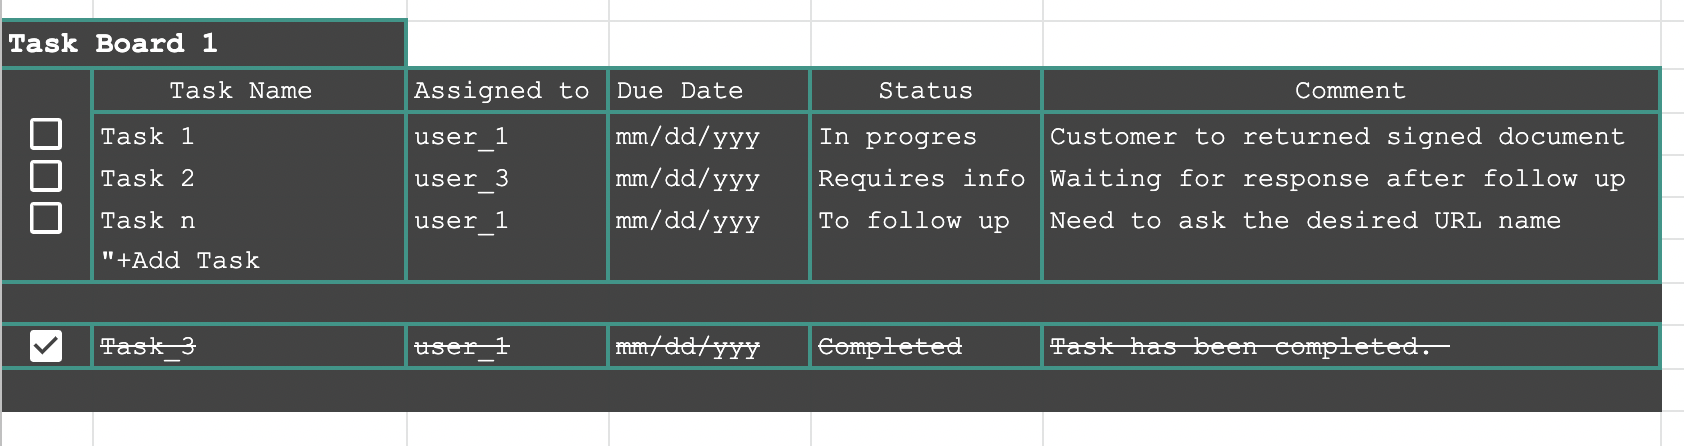 Task Board 1
Task Name Assigned to Due Date Status Comment
Task 1 user_1 mm/dd/yyy In progres Customer to returned signed document
Task 2 user_3 mm/dd/yyy Requires info Waiting for response after follow up
Task n user_1 mm/dd/yyy To follow up Need to ask the desired URL name
"+Add Task
Task_3 user_1 mm/dd/yyy Completed Task has been completed.